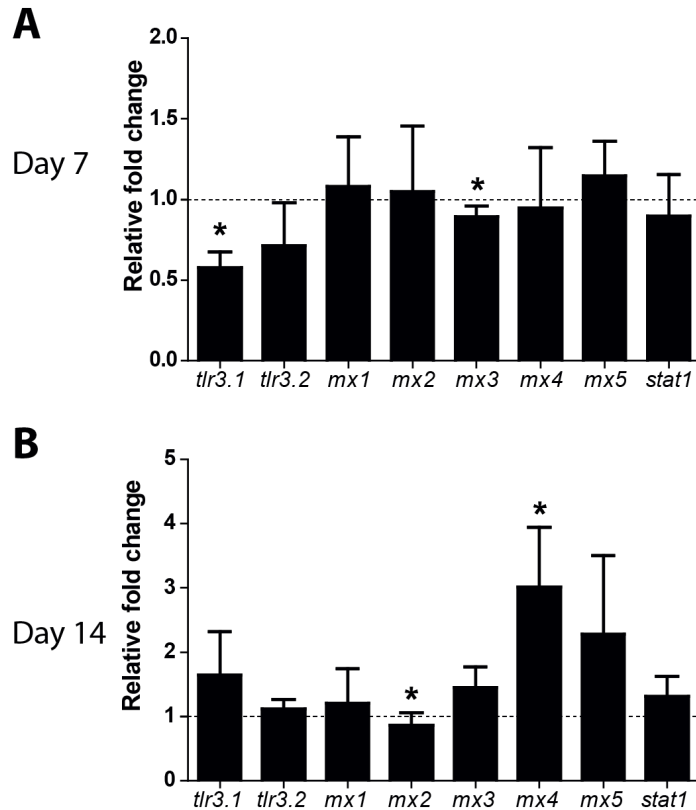 A
Day 7
Relative fold change
2.0
1.5
1.0
0.5
0.0
*
*
tlr3.1 tlr3.2 mx1 mx2 mx3 mx4 mx5 stat1
B
Day 14
Relative fold change
5
4
3
2
1
0
*
*
tlr3.1 tlr3.2 mx1 mx2 mx3 mx4 mx5 stat1